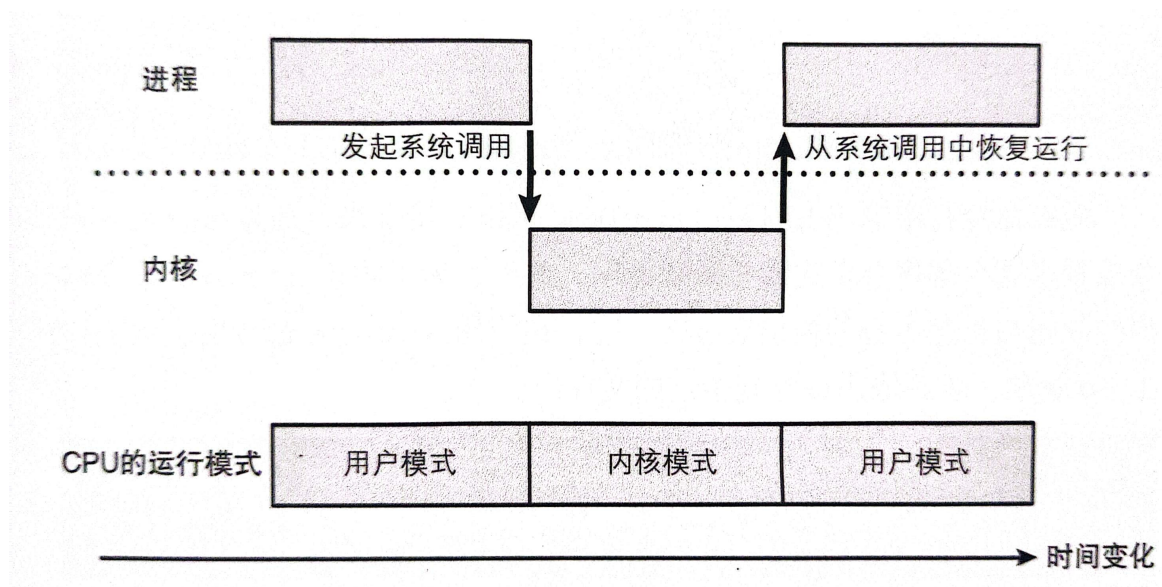 进程
发起系统调用
从系统调用中恢复运行
内核
CPU的运行模式
用户模式
内核模式
用户模式
时间变化